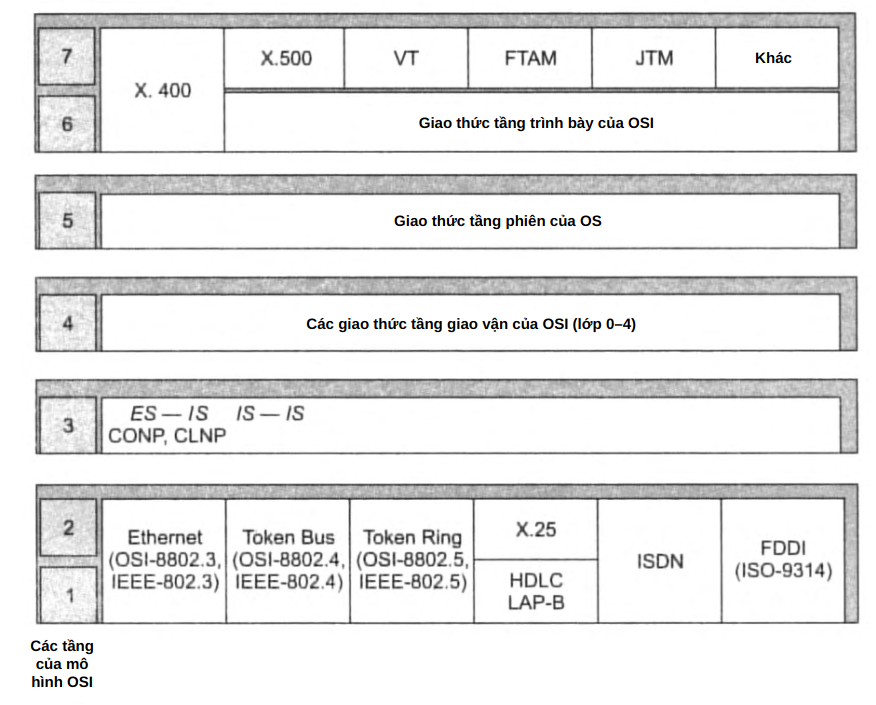 7
X. 400
X.500
VT
FTAM
JTM
Khác
6
Giao thức tầng trình bày của OSI
5
Giao thức tầng phiên của OS
4
Các giao thức tầng giao vận của OSI (lớp 0–4)
3
ES — IS IS — IS
CONP, CLNP
2
1
Ethernet
(OSI-8802.3,
IEEE-802.3)
Token Bus
(OSI-8802.4,
IEEE-802.4)
Token Ring
(OSI-8802.5,
IEEE-802.5)
X.25
HDLC
LAP-B
ISDN
FDDI
(ISO-9314)
Các tầng
của mô
hình OSI